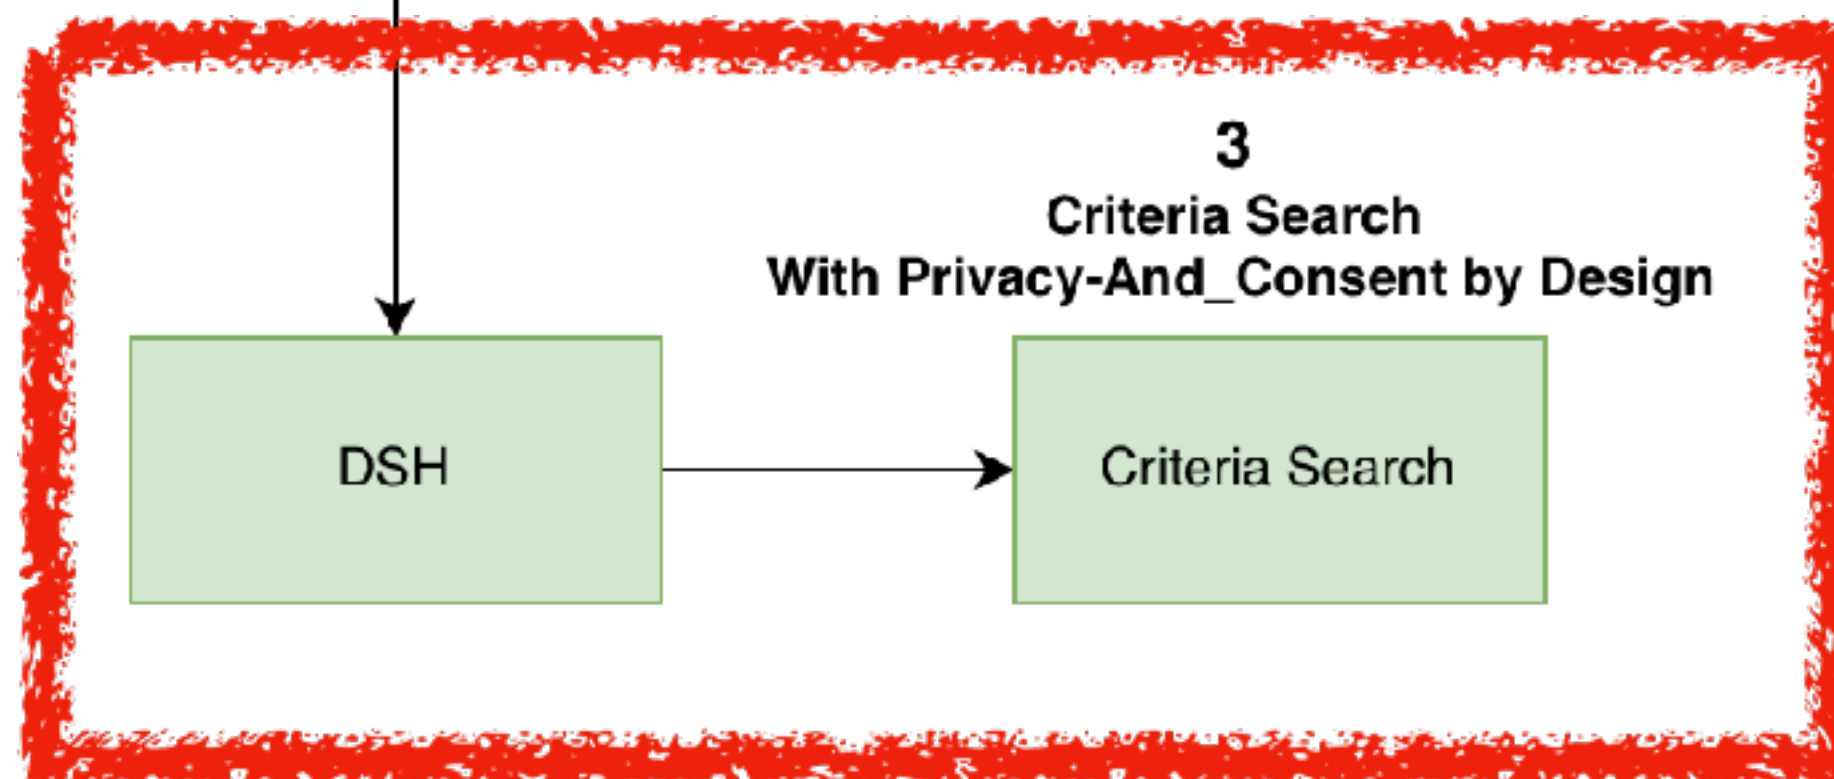 3
Criteria Search
With Privacy-And_Consent by Design
DSH
Criteria Search